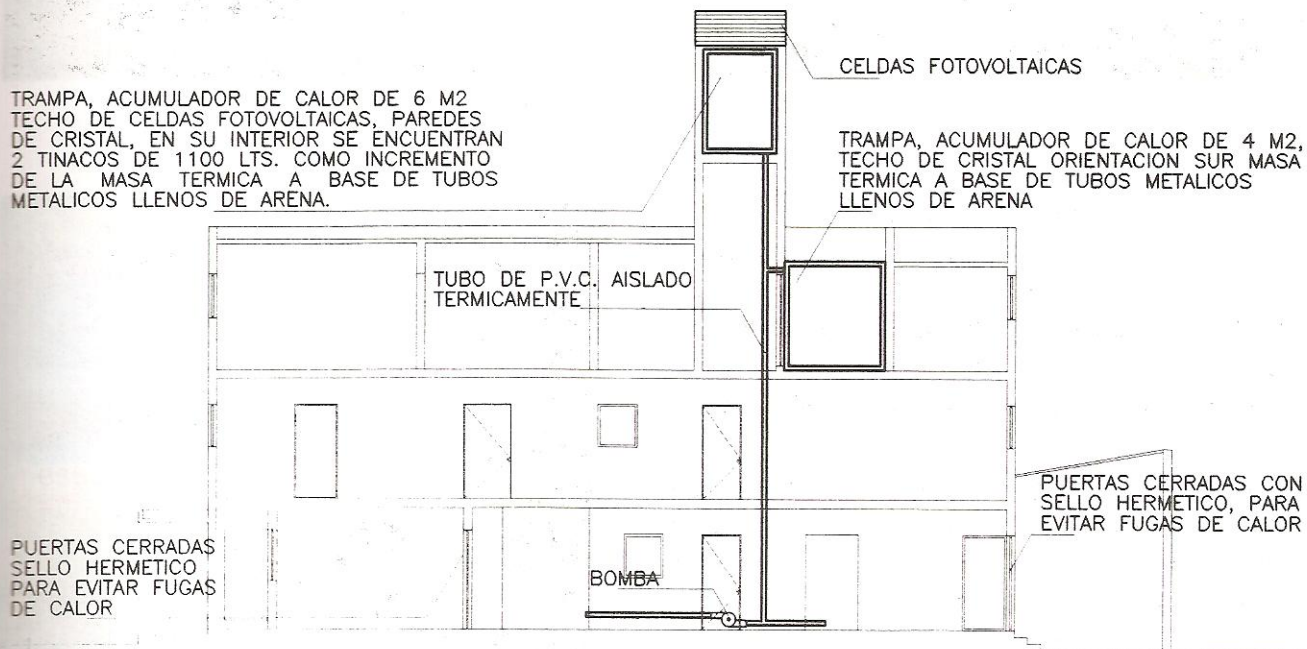 CELDAS FOTOVOLTAICAS
TRAMPA, ACUMULADOR DE CALOR DE 6 M2
TECHO DE CELDAS FOTOVOLTAICAS, PAREDES
DE CRISTAL, EN SU INTERIOR SE ENCUENTRAN
2 TINACOS DE 1100 LTS. COMO INCREMENTO
DE LA MASA TERMICA A BASE DE TUBOS
METALICOS LLENOS DE ARENA.
TRAMPA, ACUMULADOR DE CALOR DE 4 M2,
TECHO DE CRISTAL ORIENTACION SUR MASA
TERMICA A BASE DE TUBOS METALICOS
LLENOS DE ARENA
TUBO DE P.V.C. AISLADO
TERMICAMENTE
PUERTAS CERRADAS CON
SELLO HERMETICO, PARA
EVITAR FUGAS DE CALOR
PUERTAS CERRADAS
SELLO HERMETICO
PARA EVITAR FUGAS
DE CALOR
BOMBA